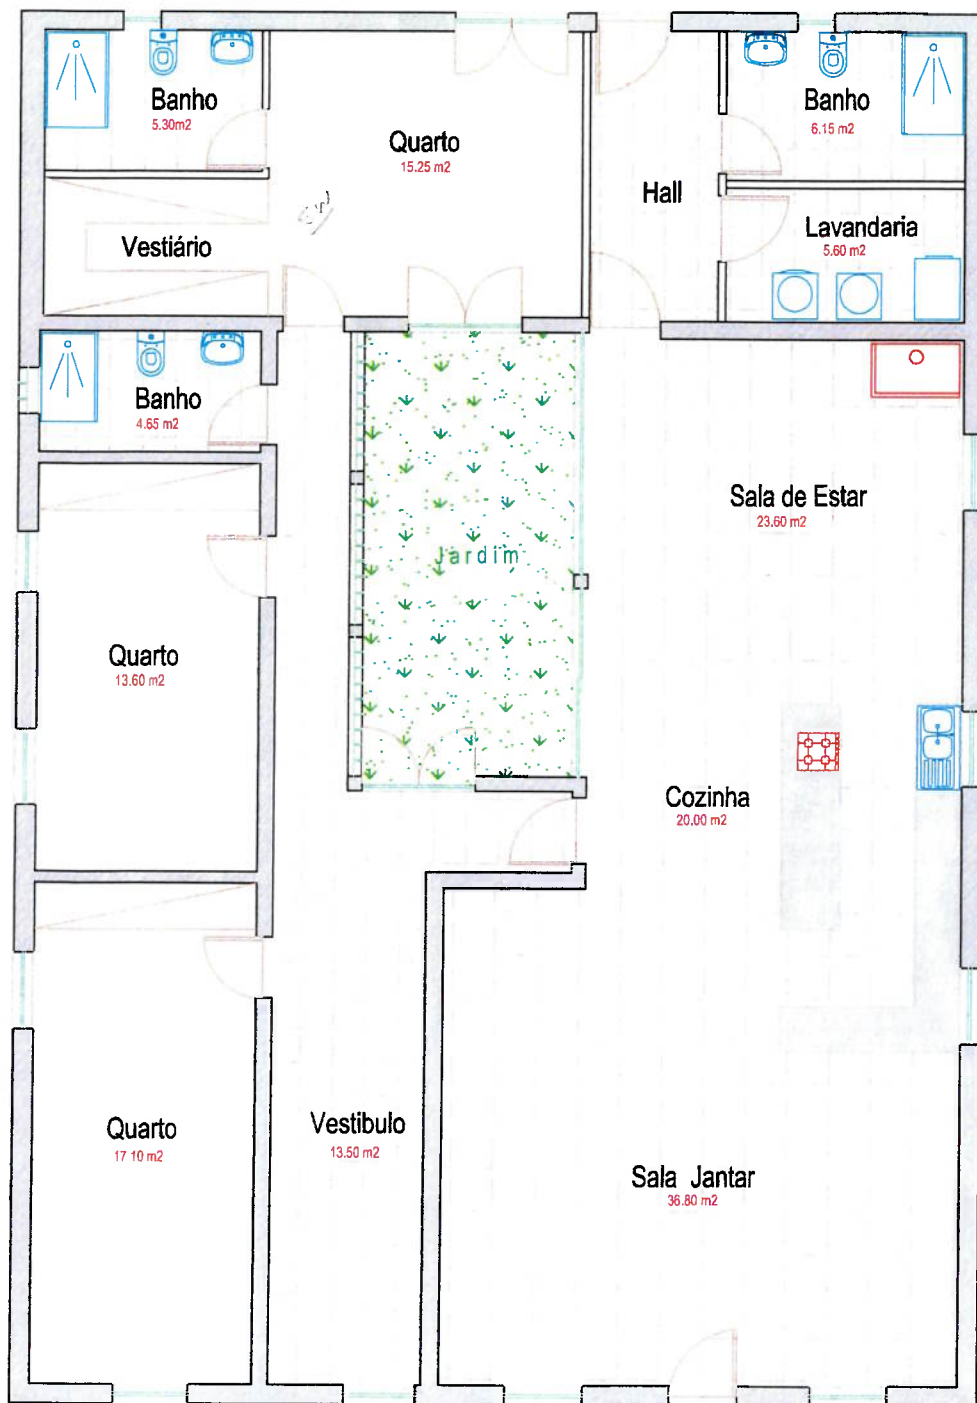 Banho
5.30m2
Quarto
15.25 m2
Banho
6.15 m2
Hall
Vestiário
Lavandaria
5.60 m2
Banho
4.65 m2
Sala de Estar
23.60 m2
Jardim
Quarto
13.60 m2
Cozinha
20.00 m2
Quarto
17 10 m2
Vestibulo
13.50 m2
Sala Jantar
36.80 m2